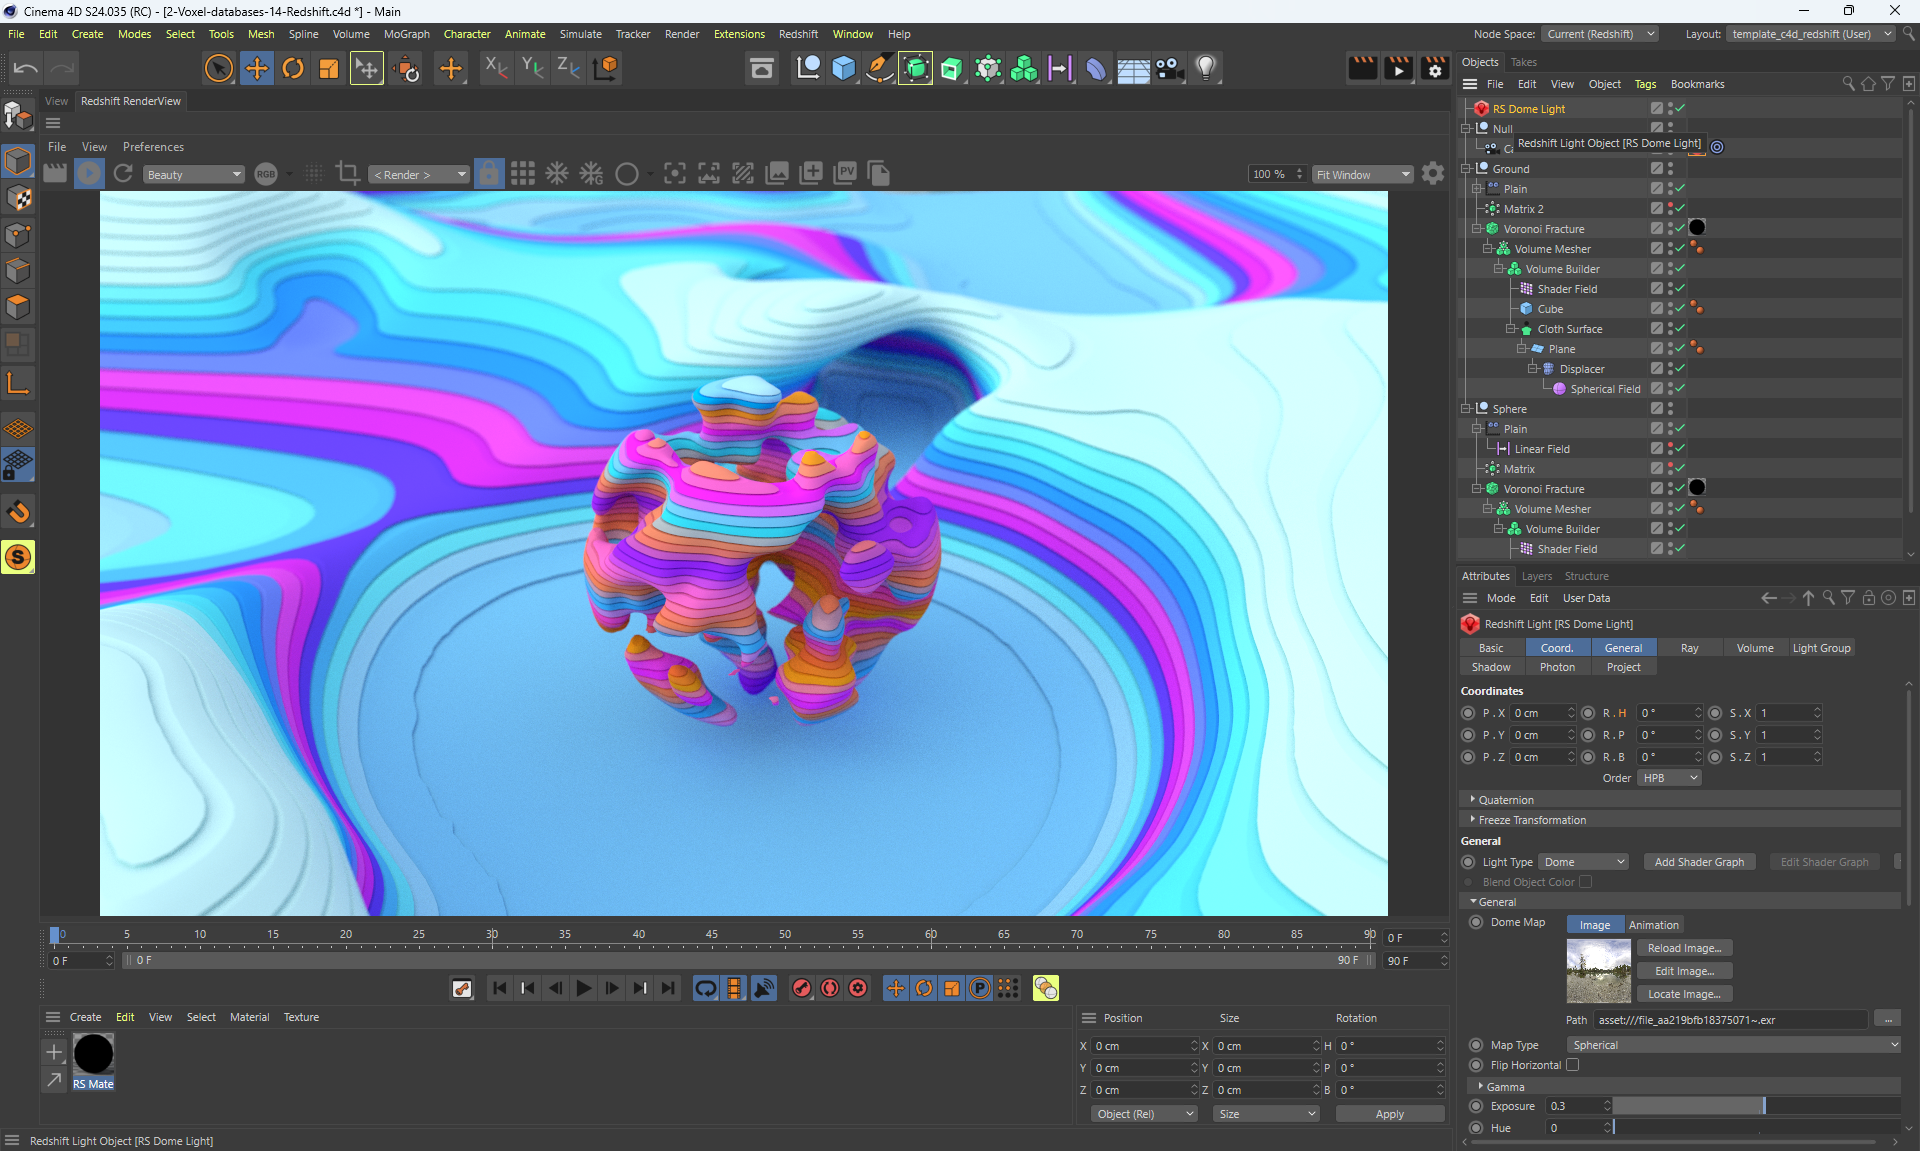 Cinema 4D S24.035 (RC) - [2-Voxel-databases-14-Redshift.c4d *] - Main
File Edit Create Modes Select Tools Mesh Spline Volume MoGraph Character Animate Simulate Tracker Render Extensions Redshift Window Help
Node Space: Current (Redshift) Layout: template_c4d_redshift (User)
X Y Z
Objects Takes
File Edit View Object Tags Bookmarks
View Redshift RenderView
File View Preferences
Beauty RGB < Render > PV 100 % Fit Window
RS Dome Light
Null
Redshift Light Object [RS Dome Light]
Ground
Plain
Matrix 2
Voronoi Fracture
Volume Mesher
Volume Builder
Shader Field
Cube
Cloth Surface
Plane
Displacer
Spherical Field
Sphere
Plain
Linear Field
Matrix
Voronoi Fracture
Volume Mesher
Volume Builder
Shader Field
Attributes Layers Structure
Mode Edit User Data
Redshift Light [RS Dome Light]
Basic Coord. General Ray Volume Light Group
Shadow Photon Project
Coordinates
P . X 0 cm R . H 0 ° S . X 1
P . Y 0 cm R . P 0 ° S . Y 1
P . Z 0 cm R . B 0 ° S . Z 1
Order HPB
Quaternion
Freeze Transformation
General
Light Type Dome Add Shader Graph Edit Shader Graph
Blend Object Color
General
Dome Map Image Animation
Reload Image...
Edit Image...
Locate Image...
Path asset:///file_aa219bfb18375071~.exr ...
Map Type Spherical
Flip Horizontal
Gamma
Exposure 0.3
Hue 0
0 5 10 15 20 25 30 35 40 45 50 55 60 65 70 75 80 85 90 0 F
0 F 0 F 90 F 90 F
P
Create Edit View Select Material Texture
RS Mate
Position Size Rotation
X 0 cm X 0 cm H 0 °
Y 0 cm Y 0 cm P 0 °
Z 0 cm Z 0 cm B 0 °
Object (Rel) Size Apply
Redshift Light Object [RS Dome Light]